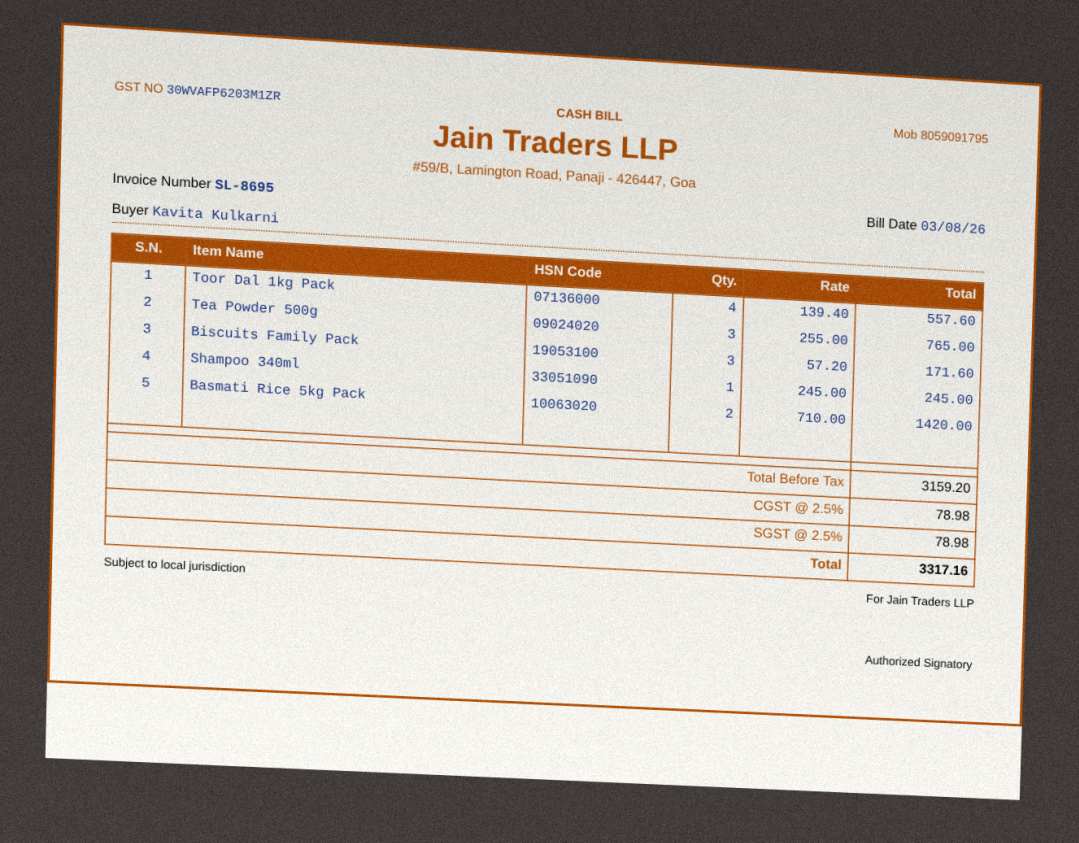 GST NO 30WVAFP6203M1ZR
CASH BILL
Mob 8059091795
Jain Traders LLP
#59/B, Lamington Road, Panaji - 426447, Goa
Invoice Number SL-8695
Bill Date 03/08/26
Buyer Kavita Kulkarni
S.N. Item Name HSN Code Qty. Rate Total
1 Toor Dal 1kg Pack 07136000 4 139.40 557.60
2 Tea Powder 500g 09024020 3 255.00 765.00
3 Biscuits Family Pack 19053100 3 57.20 171.60
4 Shampoo 340ml 33051090 1 245.00 245.00
5 Basmati Rice 5kg Pack 10063020 2 710.00 1420.00
Total Before Tax 3159.20
CGST @ 2.5% 78.98
SGST @ 2.5% 78.98
Total 3317.16
Subject to local jurisdiction
For Jain Traders LLP
Authorized Signatory